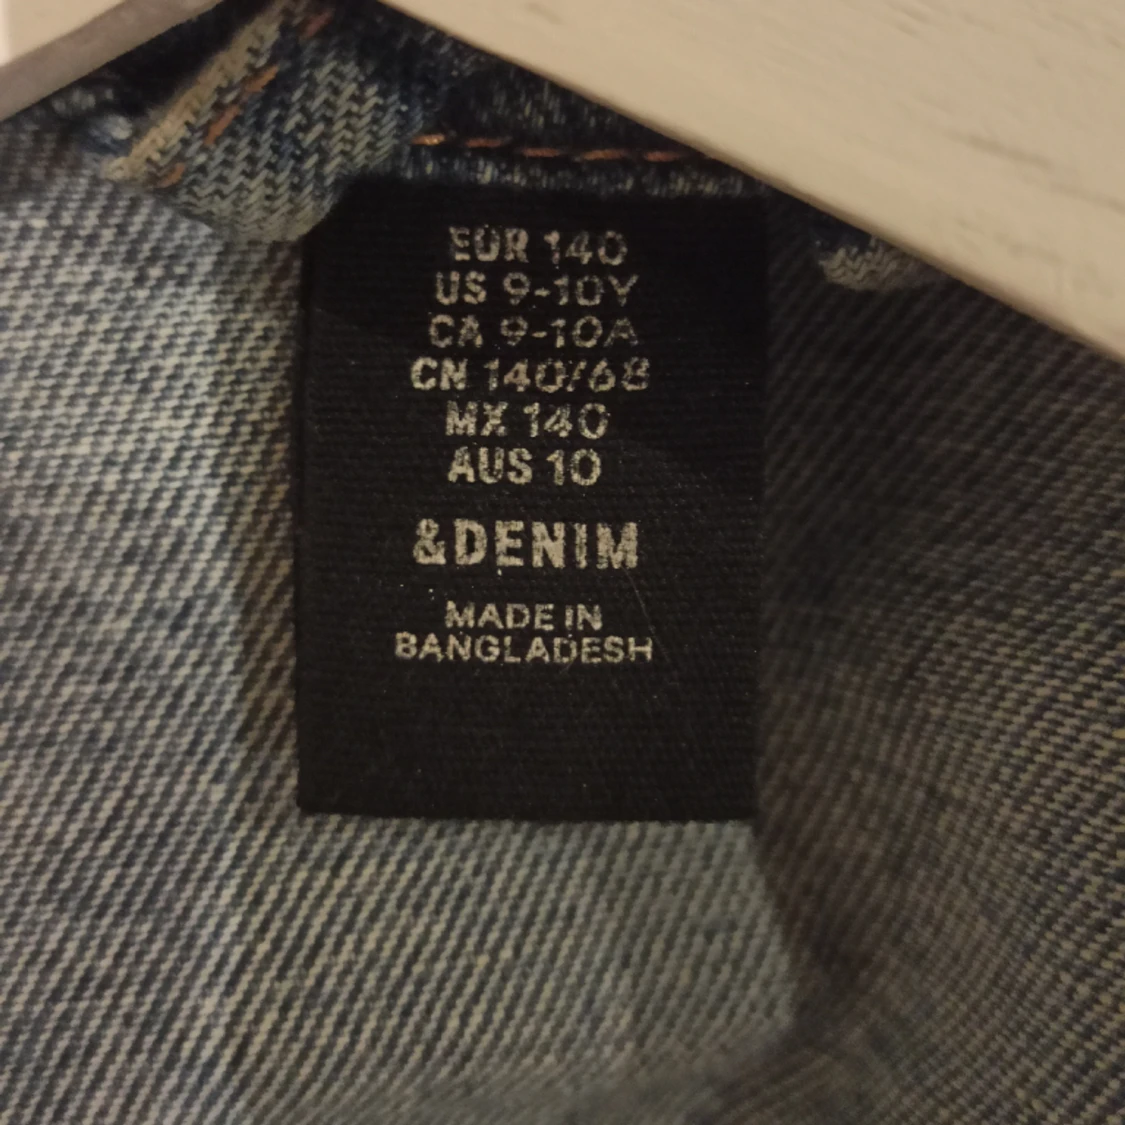 EUR 140
US 9-10Y
CA 9-10A
CN 140/68
MX 140
AUS 10
&DENIM
MADE IN
BANGLADESH